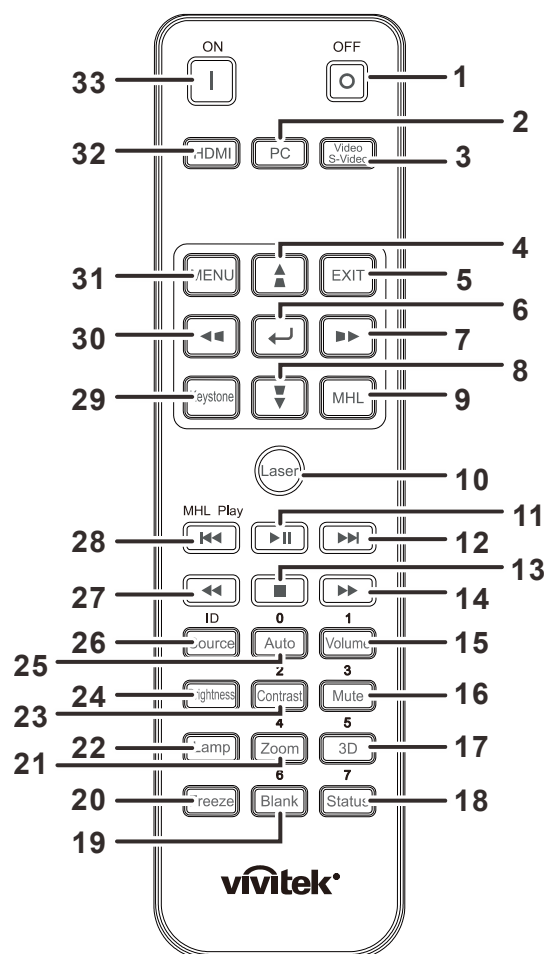 ON OFF
33 1
2
32 HDMI PC Video
S-Video 3
4
31 MENU EXIT 5
6
30 7
8
29 Keystone MHL 9
Laser 10
MHL Play 11
28 12
13
27 14
ID 0 1
26 Source Auto Volume 15
25 2 3
24 Brightness Contrast Mute 16
23 4 5
22 Lamp Zoom 3D 17
21 6 7
20 Freeze Blank Status 18
19
vivitek